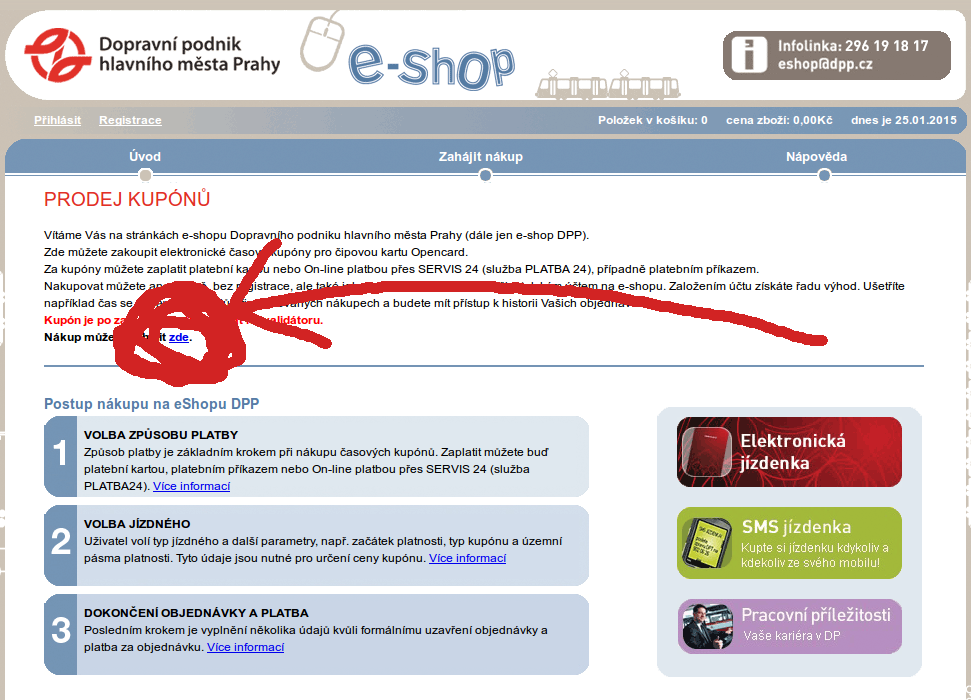 Dopravní podnik
hlavního města Prahy
e-shop
Infolinka: 296 19 18 17
eshop@dpp.cz
Přihlásit Registrace Položek v košíku: 0 cena zboží: 0,00Kč dnes je 25.01.2015
Úvod Zahájit nákup Nápověda
PRODEJ KUPÓNŮ
Vítáme Vás na stránkách e-shopu Dopravního podniku hlavního města Prahy (dále jen e-shop DPP).
Zde můžete zakoupit elektronické časové kupóny pro čipovou kartu Opencard.
Za kupóny můžete zaplatit platební kartou nebo On-line platbou přes SERVIS 24 (služba PLATBA 24), případně platebním příkazem.
Nakupovat můžete bez registrace, ale také účtem na e-shopu. Založením účtu získáte řadu výhod. Ušetříte
například čas se nákupech a budete mít přístup k historii Vašich
Kupón je po validátoru.
Nákup zde.
Postup nákupu na eShopu DPP
1
VOLBA ZPŮSOBU PLATBY
Způsob platby je základním krokem při nákupu časových kupónů. Zaplatit můžete buď
platební kartou, platebním příkazem nebo On-line platbou přes SERVIS 24 (služba
PLATBA24). Více informací
2
VOLBA JÍZDNÉHO
Uživatel volí typ jízdného a další parametry, např. začátek platnosti, typ kupónu a územní
pásma platnosti. Tyto údaje jsou nutné pro určení ceny kupónu. Více informací
3
DOKONČENÍ OBJEDNÁVKY A PLATBA
Posledním krokem je vyplnění několika údajů kvůli formálnímu uzavření objednávky a
platba za objednávku. Více informací
Elektronická
jízdenka
SMS jízdenka
Kupte si jízdenku kdykoliv a
kdekoliv ze svého mobilu!
Pracovní příležitosti
Vaše kariéra v DP